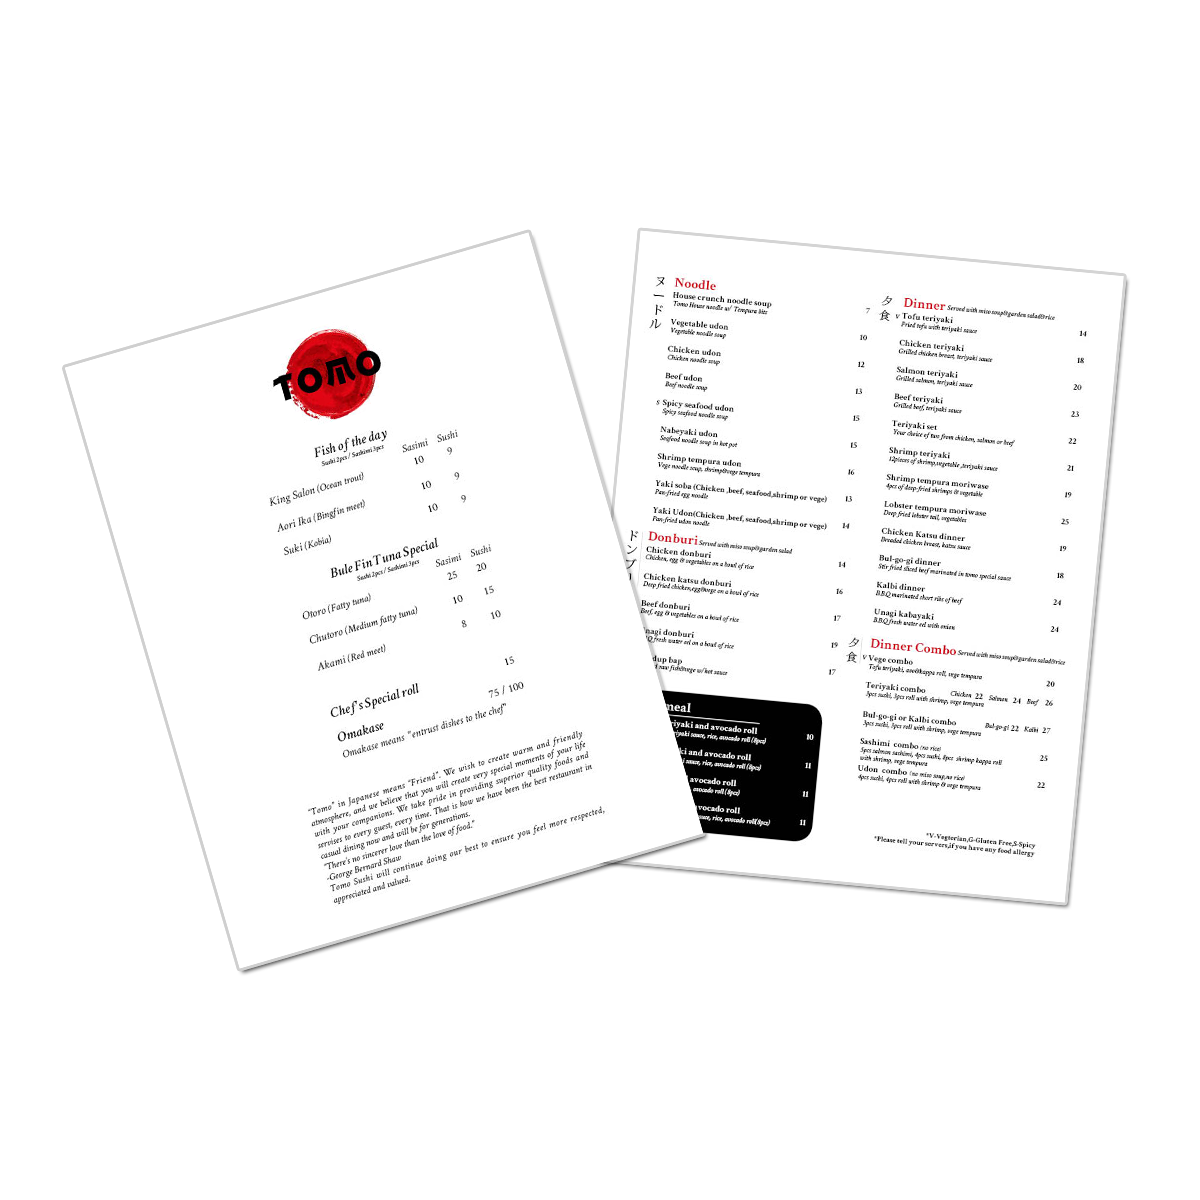 TOMO
Fish of the day
Sushi 2pcs / Sashimi 3pcs
Sasimi Sushi
King Salon (Ocean trout) 10 9
Aori Ika (Bingfin meet) 10 9
Suki (Kobia) 10 9
Bule Fin Tuna Special
Sushi 2pcs / Sashimi 3pcs
Sasimi Sushi
Otoro (Fatty tuna) 25 20
Chutoro (Medium fatty tuna) 10 15
Akami (Red meet) 8 10
Chef's Special roll 15
Omakase 75 / 100
Omakase means " entrust dishes to the chef"
"Tomo" in Japanese means "Friend". We wish to create warm and friendly
atmosphere, and we believe that you will create very special moments of your life
with your companions. We take pride in providing superior quality foods and
servises to every guest, every time. That is how we have been the best restaurant in
casual dining now and will be for generations.
"There's no sincerer love than the love of food."
-George Bernard Shaw
Tomo Sushi will continue doing our best to ensure you feel more respected,
appreciated and valued.
ヌードル
Noodle
House crunch noodle soup 7
Tomo House noodle w/ Tempura bits
Vegetable udon 10
Vegetable noodle soup
Chicken udon 12
Chicken noodle soup
Beef udon 13
Beef noodle soup
S Spicy seafood udon 15
Spicy seafood noodle soup
Nabeyaki udon 15
Seafood noodle soup in hot pot
Shrimp tempura udon 16
Vege noodle soup, shrimp&vege tempura
Yaki soba (Chicken ,beef, seafood,shrimp or vege) 13
Pan-fried egg noodle
Yaki Udon(Chicken ,beef, seafood,shrimp or vege) 14
Pan-fried udon noodle
ドンブリ
Donburi Served with miso soup&garden salad
Chicken donburi 14
Chicken, egg & vegetables on a bowl of rice
Chicken katsu donburi 16
Deep fried chicken,egg&vege on a bowl of rice
Beef donburi 17
Beef, egg & vegetables on a bowl of rice
nagi donburi 19
BQ fresh water eel on a bowl of rice
dup bap 17
raw fish&vege w/hot sauce
meal
riyaki and avocado roll 10
iyaki sauce, rice, avocado roll (8pcs)
ki and avocado roll 11
sauce, rice, avocado roll (8pcs)
avocado roll 11
avocado roll (8pcs)
avocado roll 11
sauce, rice, avocado roll(8pcs)
夕食
Dinner Served with miso soup&garden salad&rice
V Tofu teriyaki 14
Fried tofu with teriyaki sauce
Chicken teriyaki 18
Grilled chicken breast, teriyaki sauce
Salmon teriyaki 20
Grilled salmon, teriyaki sauce
Beef teriyaki 23
Grilled beef, teriyaki sauce
Teriyaki set 22
Your choice of two from chicken, salmon or beef
Shrimp teriyaki 21
12pieces of shrimp,vegetable ,teriyaki sauce
Shrimp tempura moriwase 19
4pcs of deep-fried shrimps & vegetable
Lobster tempura moriwase 25
Deep fried lobster tail, vegetables
Chicken Katsu dinner 19
Breaded chicken breast, katsu sauce
Bul-go-gi dinner 18
Stir fried sliced beef marinated in tomo special sauce
Kalbi dinner 24
B.B.Q marinated short ribs of beef
Unagi kabayaki 24
B.B.Q fresh water eel with onion
夕食
Dinner Combo Served with miso soup&garden salad&rice
V Vege combo 20
Tofu teriyaki, avo&kappa roll, vege tempura
Teriyaki combo Chicken 22 Salmon 24 Beef 26
3pcs sushi, 3pcs roll with shrimp, vege tempura
Bul-go-gi or Kalbi combo Bul-go-gi 22 Kalbi 27
3pcs sushi, 3pcs roll with shrimp, vege tempura
Sashimi combo (no rice) 25
5pcs salmon sashimi, 4pcs sushi, 8pcs shrimp kappa roll
with shrimp, vege tempura
Udon combo (no miso soup,no rice) 22
4pcs sushi, 4pcs roll with shrimp & vege tempura
*V-Vegterian,G-Gluten Free,S-Spicy
*Please tell your servers,if you have any food allergy